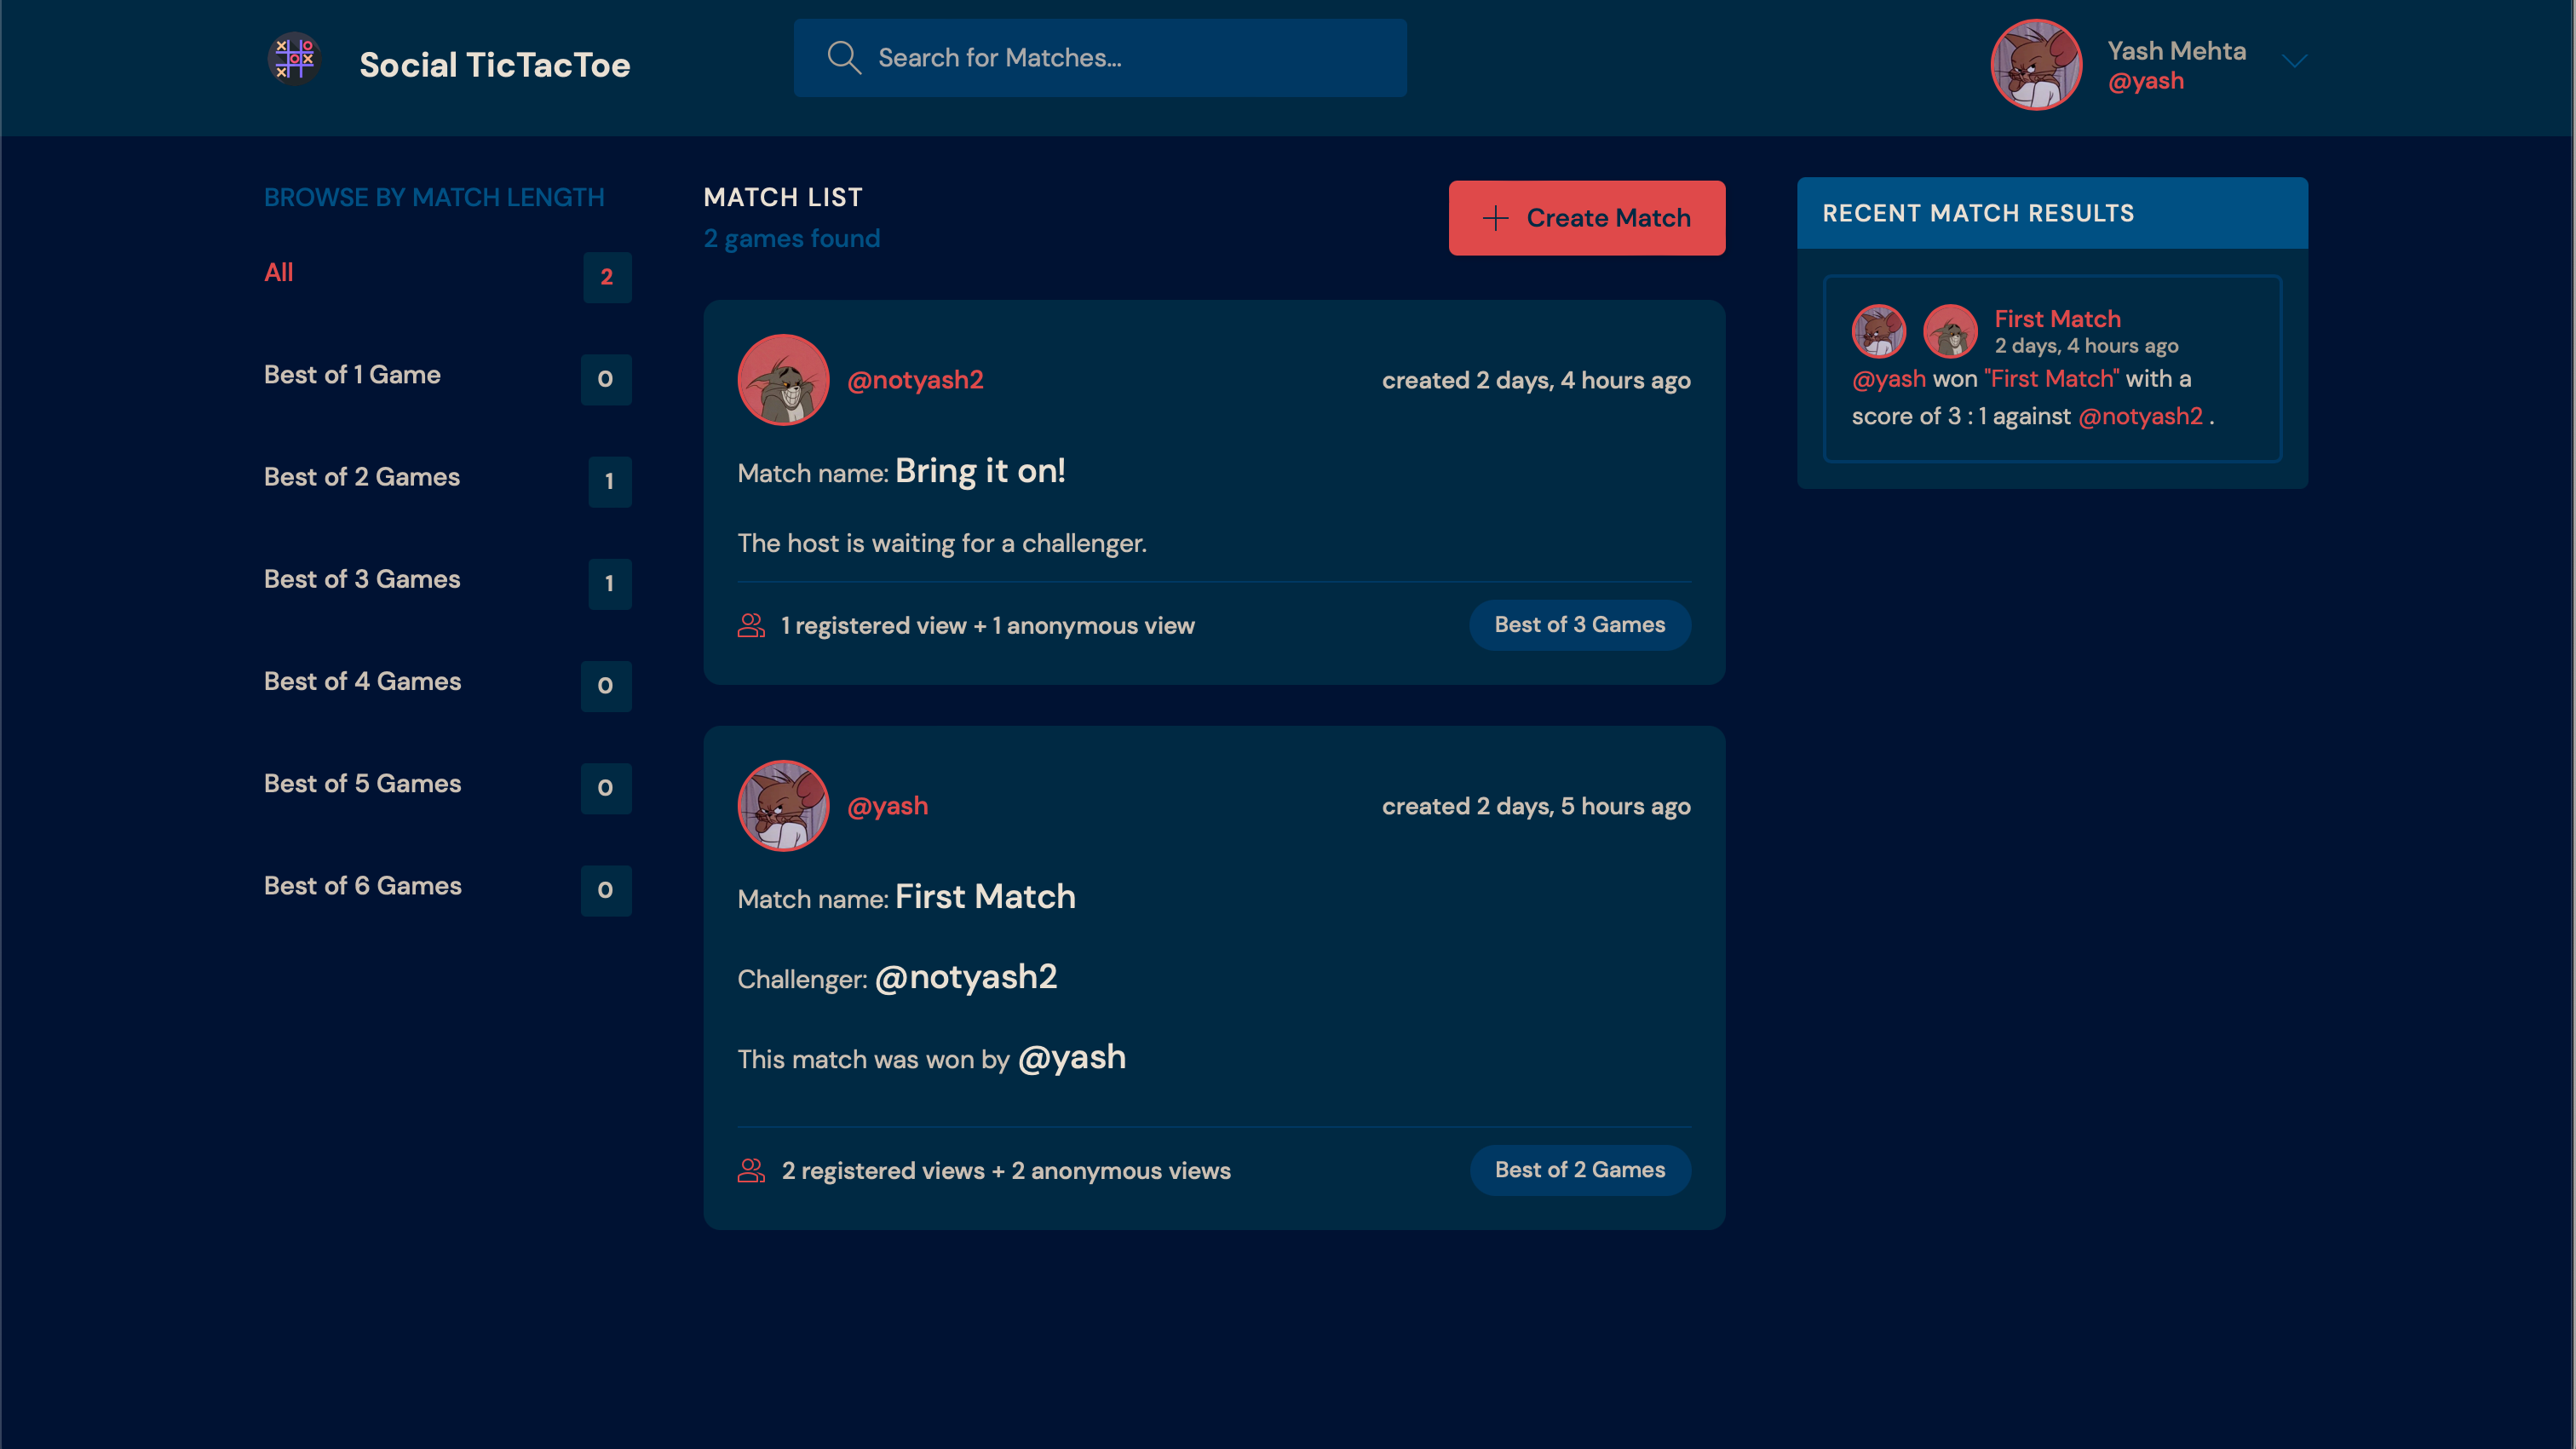 Social TicTacToe
Search for Matches...
Yash Mehta
@yash
BROWSE BY MATCH LENGTH
All 2
Best of 1 Game 0
Best of 2 Games 1
Best of 3 Games 1
Best of 4 Games 0
Best of 5 Games 0
Best of 6 Games 0
MATCH LIST
2 games found
Create Match
@notyash2 created 2 days, 4 hours ago
Match name: Bring it on!
The host is waiting for a challenger.
1 registered view + 1 anonymous view Best of 3 Games
@yash created 2 days, 5 hours ago
Match name: First Match
Challenger: @notyash2
This match was won by @yash
2 registered views + 2 anonymous views Best of 2 Games
RECENT MATCH RESULTS
First Match
2 days, 4 hours ago
@yash won "First Match" with a
score of 3 : 1 against @notyash2 .